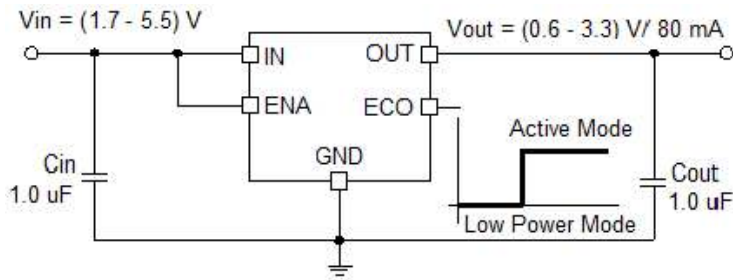 Vin = (1.7 - 5.5) V
Vout = (0.6 - 3.3) V/ 80 mA
IN
OUT
ENA
ECO
GND
Active Mode
Low Power Mode
Cin
1.0 uF
Cout
1.0 uF